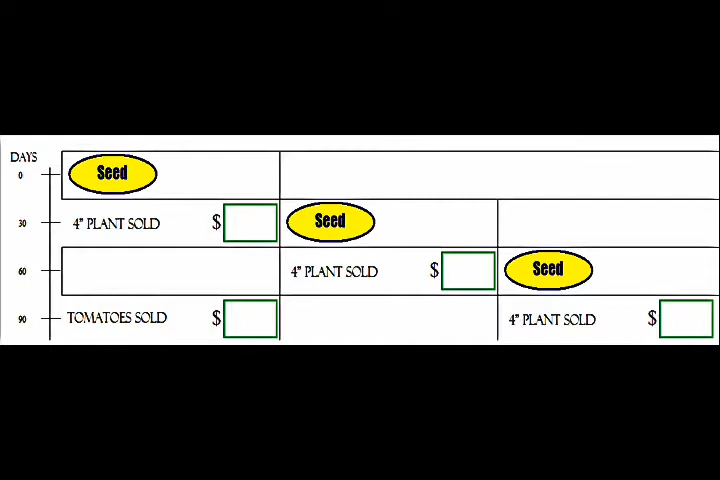 DAYS
0 Seed
30 4" PLANT SOLD $ Seed
60 4" PLANT SOLD $ Seed
90 TOMATOES SOLD $ 4" PLANT SOLD $